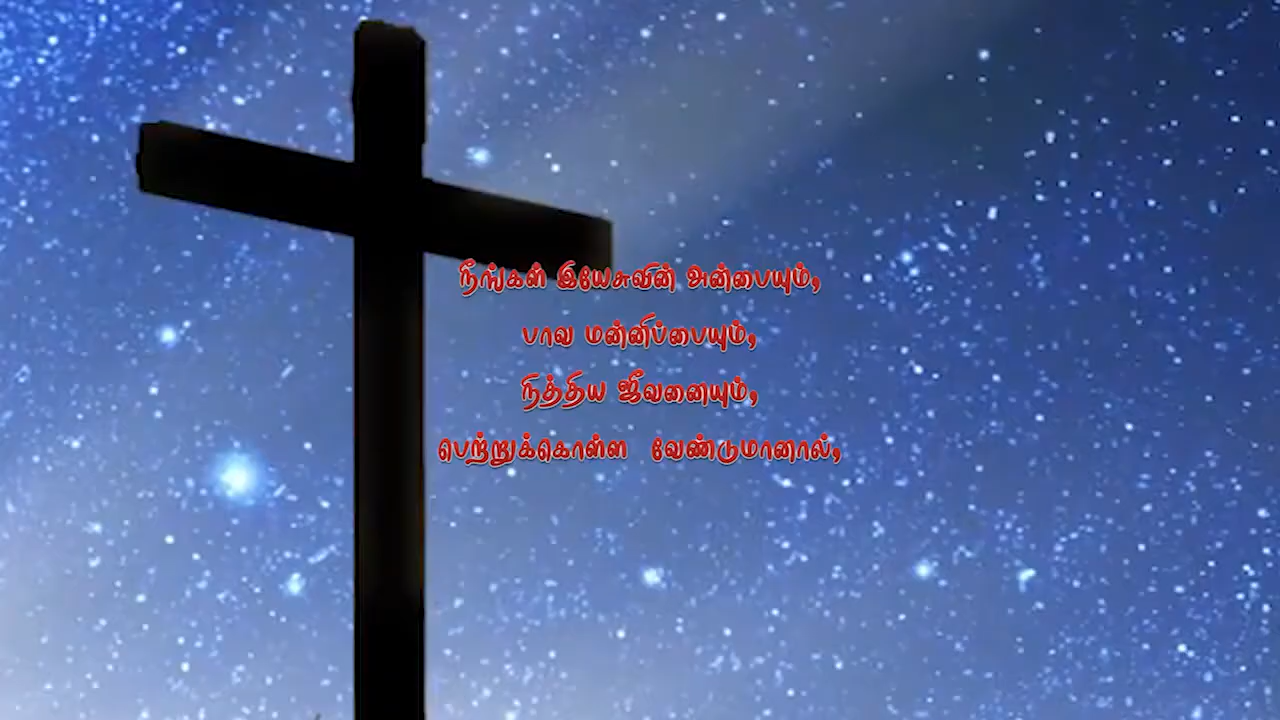 நீங்கள் இயேசுவின் அன்பையும்,
பாவ மன்னிப்பையும்,
நித்திய ஜீவனையும்,
பெற்றுக்கொள்ள வேண்டுமானால்,